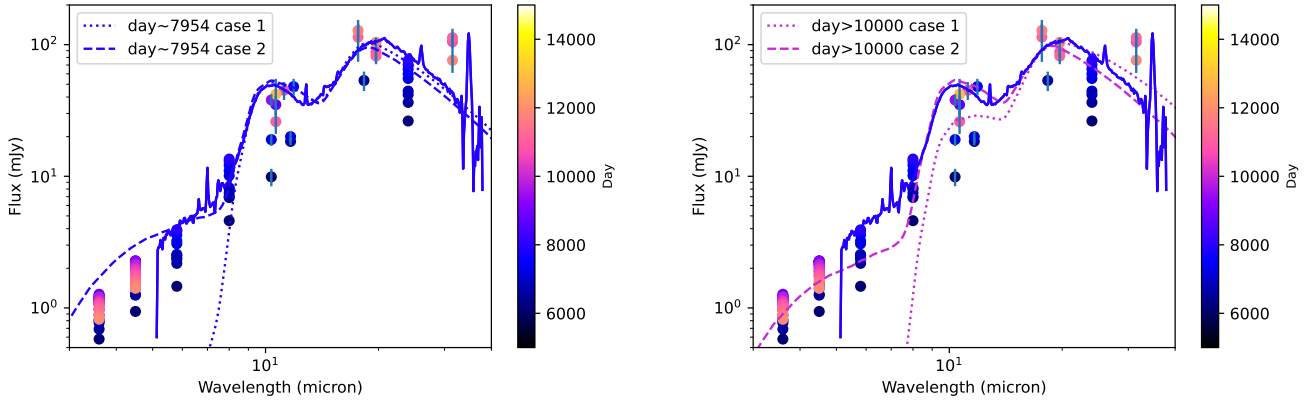 day~7954 case 1
day~7954 case 2
10²
10¹
10⁰
Flux (mJy)
10¹
Wavelength (micron)
14000
12000
10000
8000
6000
Day
day>10000 case 1
day>10000 case 2
10²
10¹
10⁰
Flux (mJy)
10¹
Wavelength (micron)
14000
12000
10000
8000
6000
Day